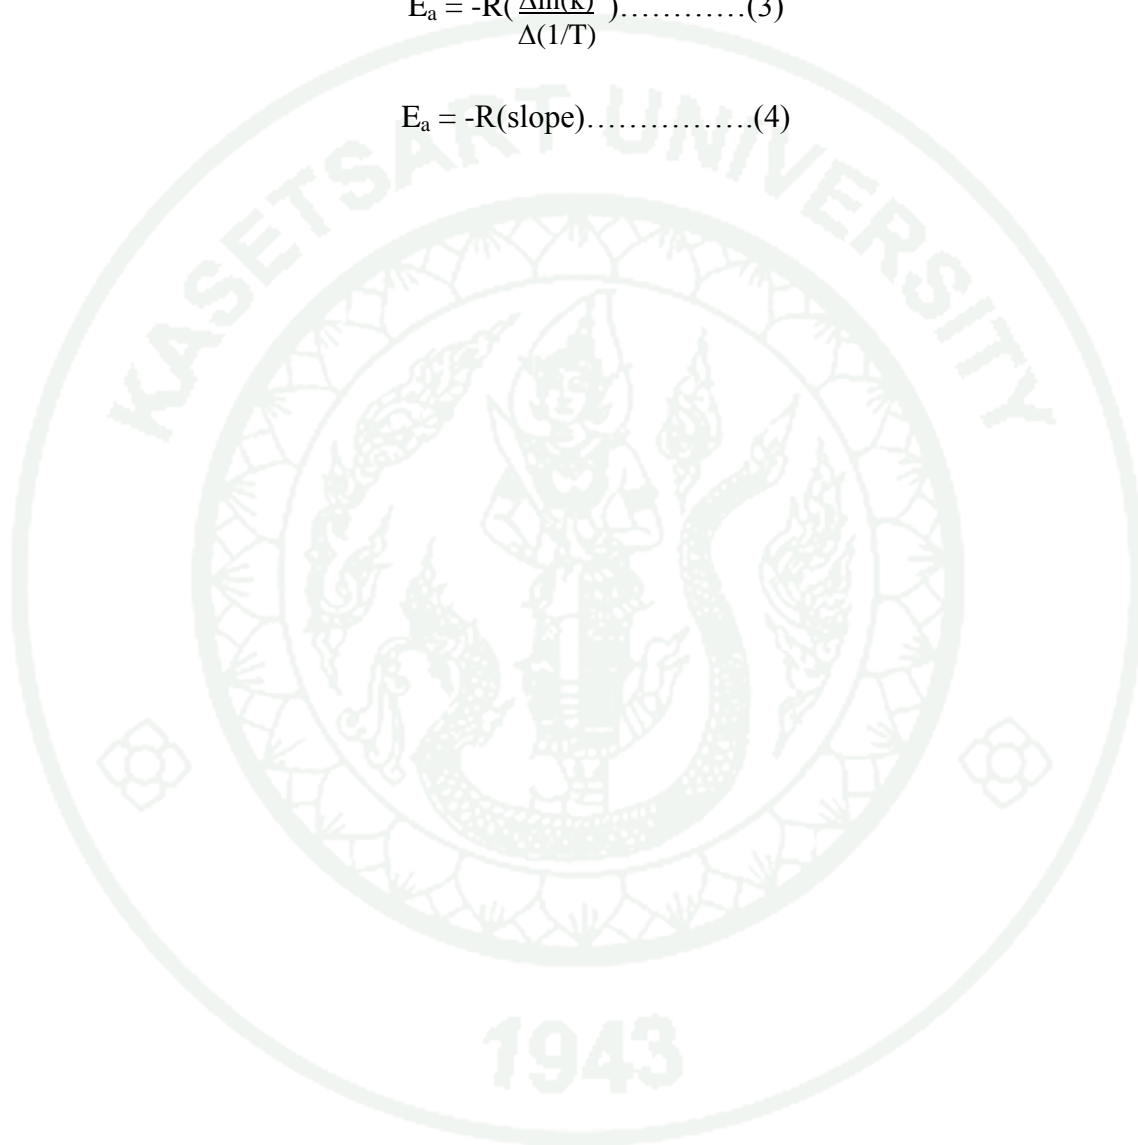 Eₐ = -R( Δln(k) )…………(3)
Δ(1/T)
Eₐ = -R(slope)…………….(4)
KASETSART UNIVERSITY
1943